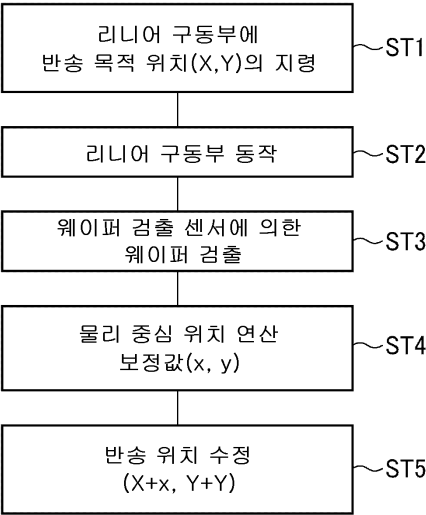 리니어 구동부에
반송 목적 위치(X,Y)의 지령
ST1
리니어 구동부 동작
ST2
웨이퍼 검출 센서에 의한
웨이퍼 검출
ST3
물리 중심 위치 연산
보정값(x, y)
ST4
반송 위치 수정
(X+x, Y+Y)
ST5